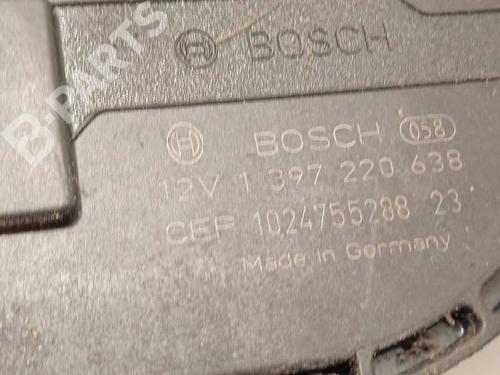 B-PARTS
BOSCH
BOSCH 058
12V 1 397 220 638
CEP 1024755288 23
Made in Germany